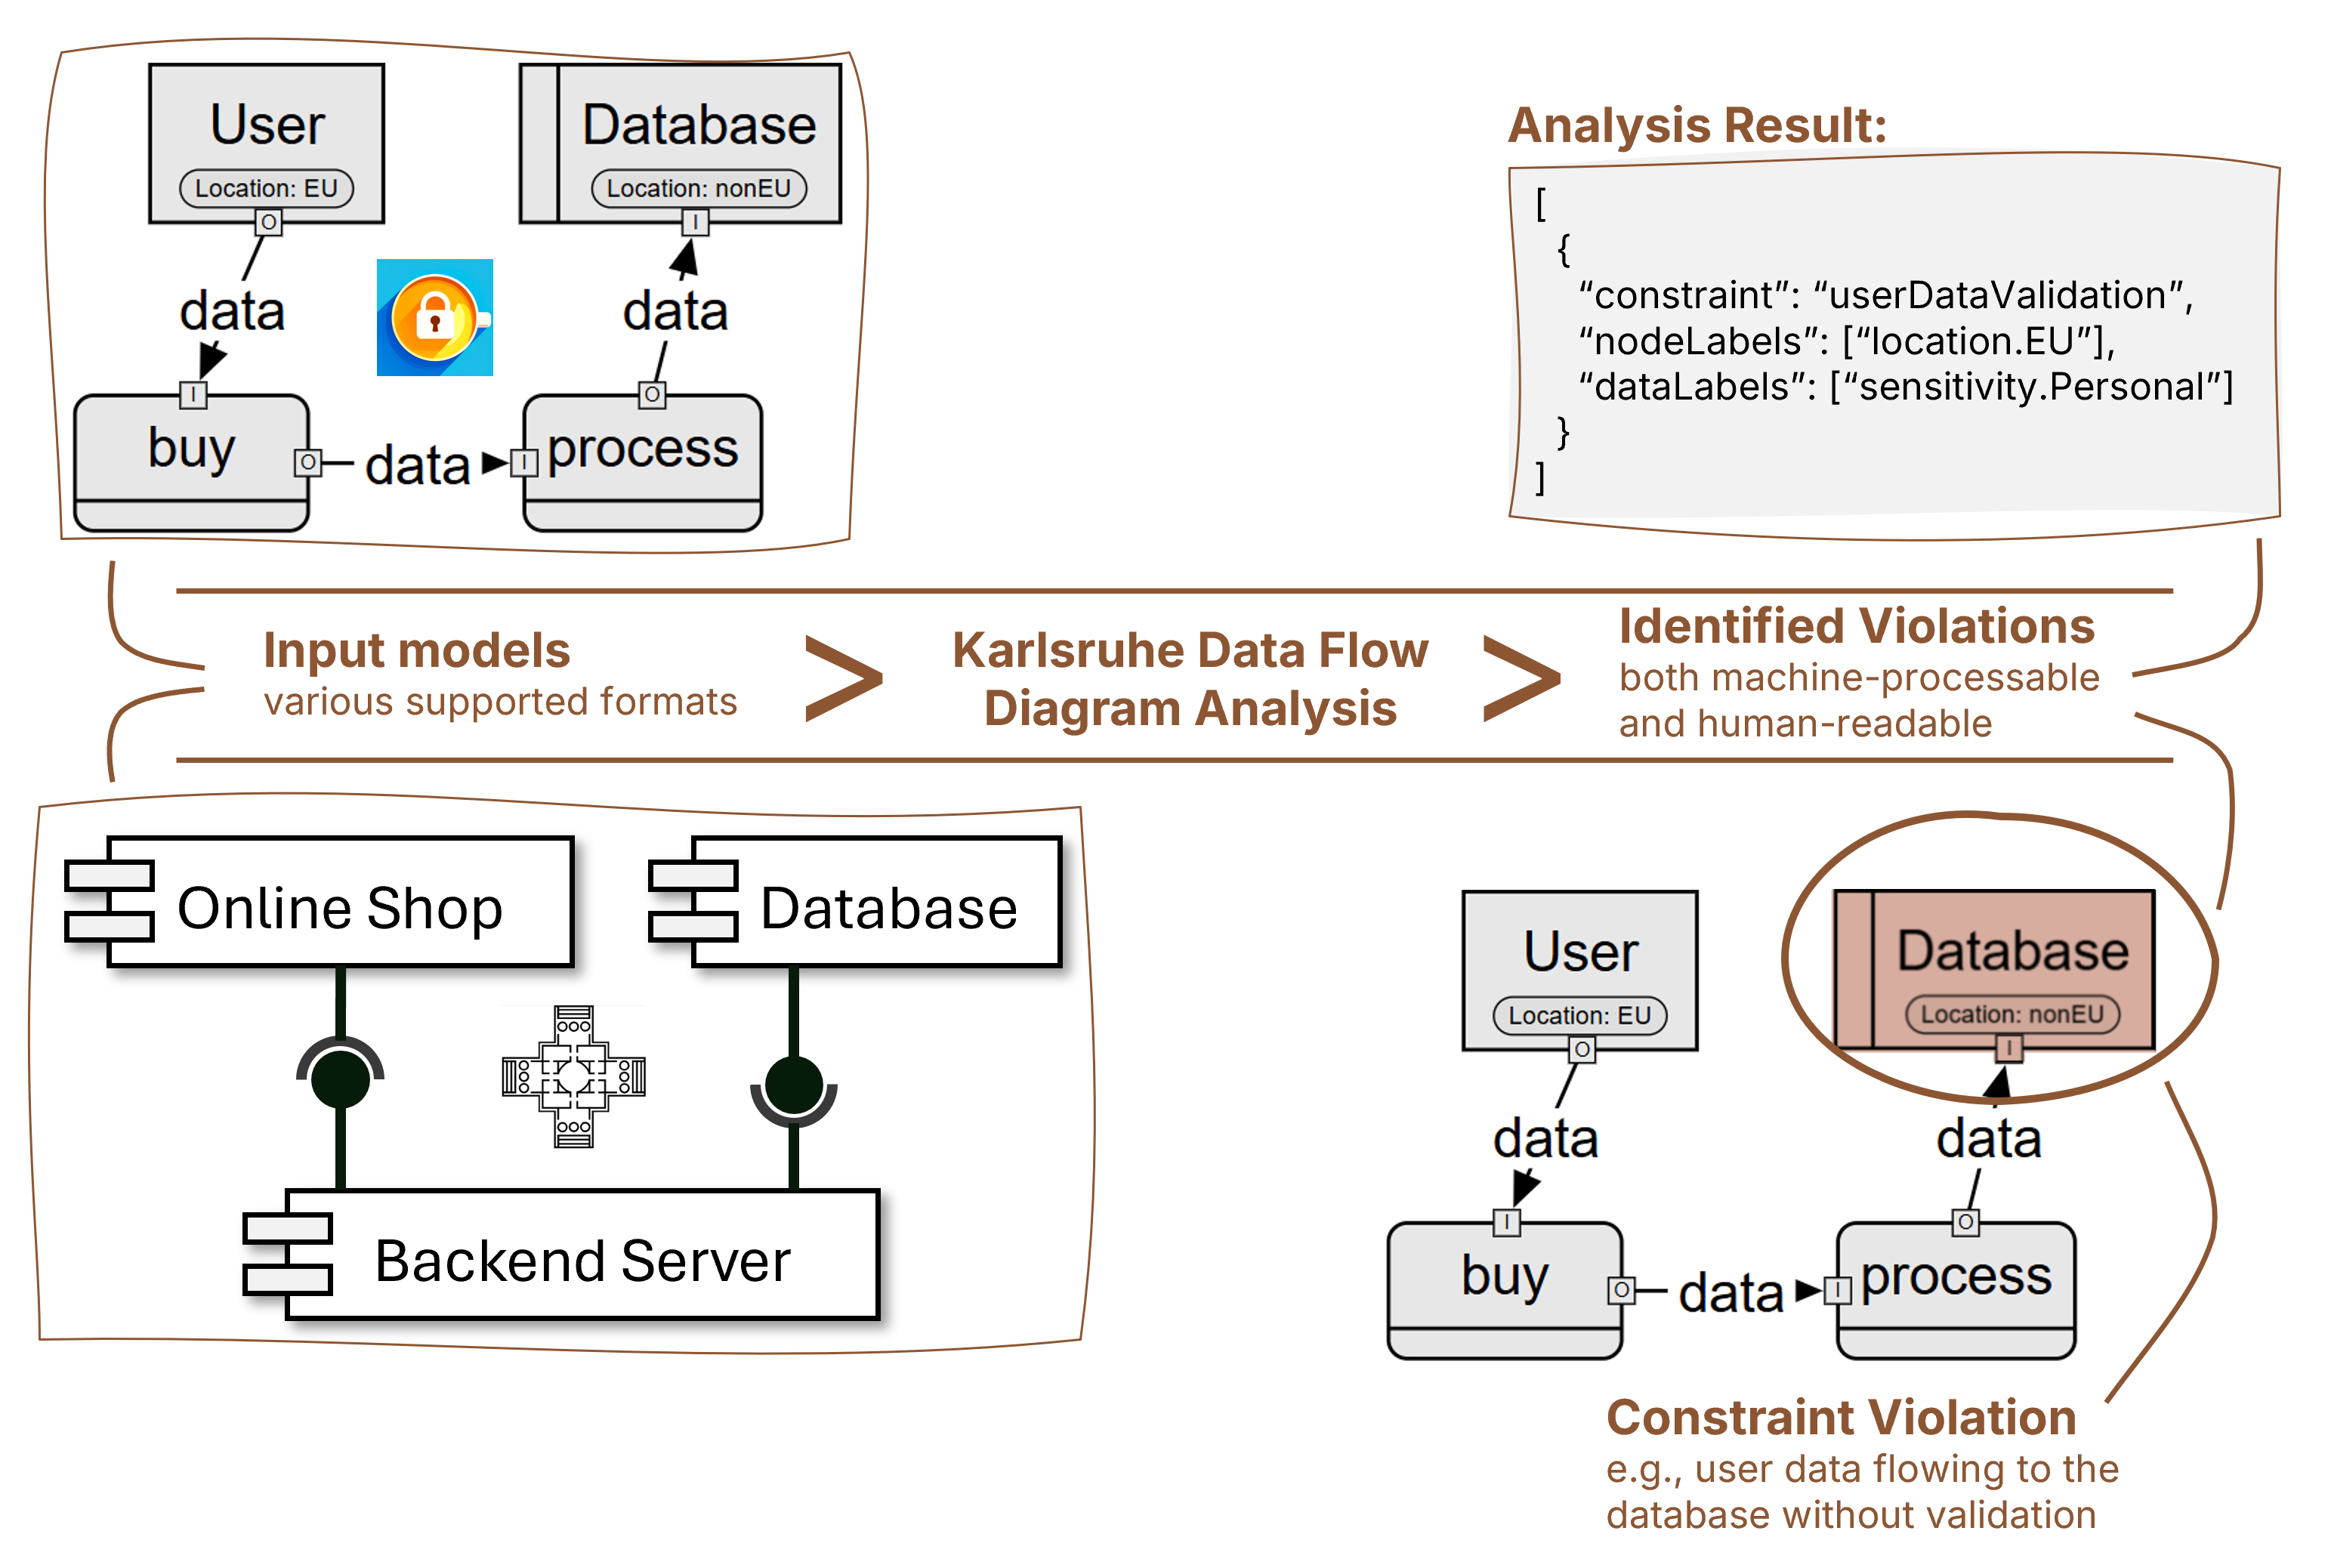 User
Location: EU
O
data
I
buy
O
data
I
process
O
data
I
Database
Location: nonEU
Analysis Result:
[
{
“constraint”: “userDataValidation”,
“nodeLabels”: [“location.EU”],
“dataLabels”: [“sensitivity.Personal”]
}
]
Input models
various supported formats
>
Karlsruhe Data Flow
Diagram Analysis
>
Identified Violations
both machine-processable
and human-readable
Online Shop
Database
Backend Server
User
Location: EU
O
data
I
buy
O
data
I
process
O
data
I
Database
Location: nonEU
Constraint Violation
e.g., user data flowing to the
database without validation